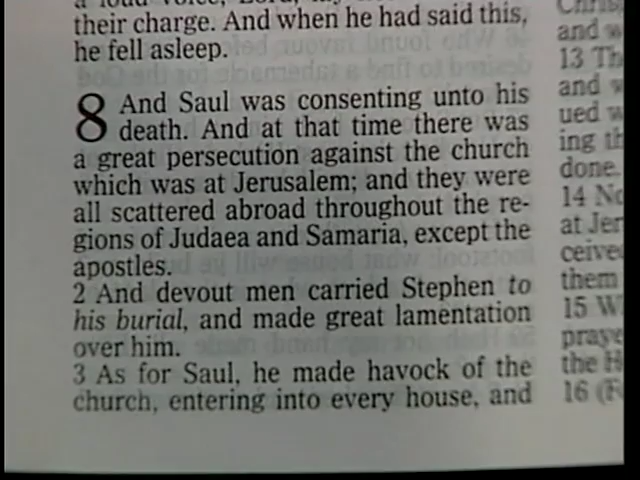 a loud voice, Lord, lay
their charge. And when he had said this,
he fell asleep.
8 And Saul was consenting unto his
death. And at that time there was
a great persecution against the church
which was at Jerusalem; and they were
all scattered abroad throughout the re-
gions of Judaea and Samaria, except the
apostles.
2 And devout men carried Stephen to
his burial, and made great lamentation
over him.
3 As for Saul, he made havock of the
church, entering into every house, and
and
13 Th
and
ued
ing th
done.
14 No
at Jer
ceived
them
15 W
praye
the H
16 (F